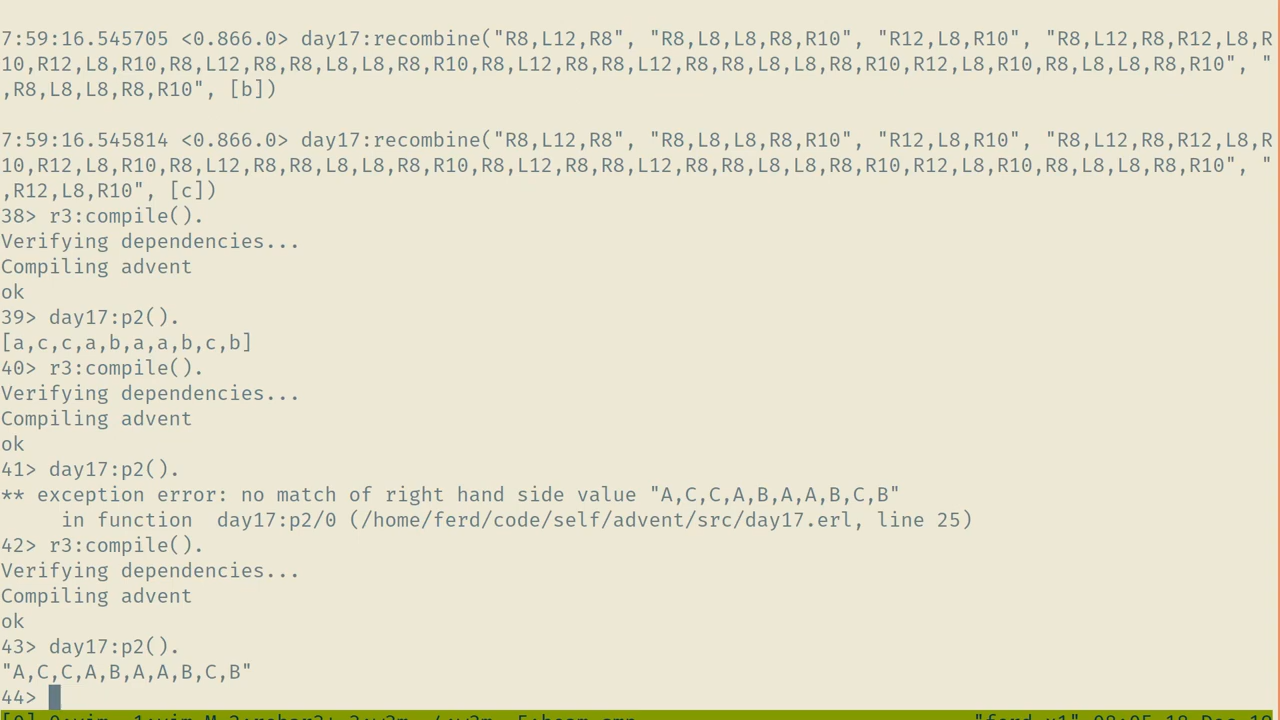 7:59:16.545705 <0.866.0> day17:recombine("R8,L12,R8", "R8,L8,L8,R8,R10", "R12,L8,R10", "R8,L12,R8,R12,L8,R
10,R12,L8,R10,R8,L12,R8,R8,L8,L8,R8,R10,R8,L12,R8,R8,L12,R8,R8,L8,L8,R8,R10,R12,L8,R10,R8,L8,L8,R8,R10", "
,R8,L8,L8,R8,R10", [b])
7:59:16.545814 <0.866.0> day17:recombine("R8,L12,R8", "R8,L8,L8,R8,R10", "R12,L8,R10", "R8,L12,R8,R12,L8,R
10,R12,L8,R10,R8,L12,R8,R8,L8,L8,R8,R10,R8,L12,R8,R8,L12,R8,R8,L8,L8,R8,R10,R12,L8,R10,R8,L8,L8,R8,R10", "
,R12,L8,R10", [c])
38> r3:compile().
Verifying dependencies...
Compiling advent
ok
39> day17:p2().
[a,c,c,a,b,a,a,b,c,b]
40> r3:compile().
Verifying dependencies...
Compiling advent
ok
41> day17:p2().
** exception error: no match of right hand side value "A,C,C,A,B,A,A,B,C,B"
in function  day17:p2/0 (/home/ferd/code/self/advent/src/day17.erl, line 25)
42> r3:compile().
Verifying dependencies...
Compiling advent
ok
43> day17:p2().
"A,C,C,A,B,A,A,B,C,B"
44>